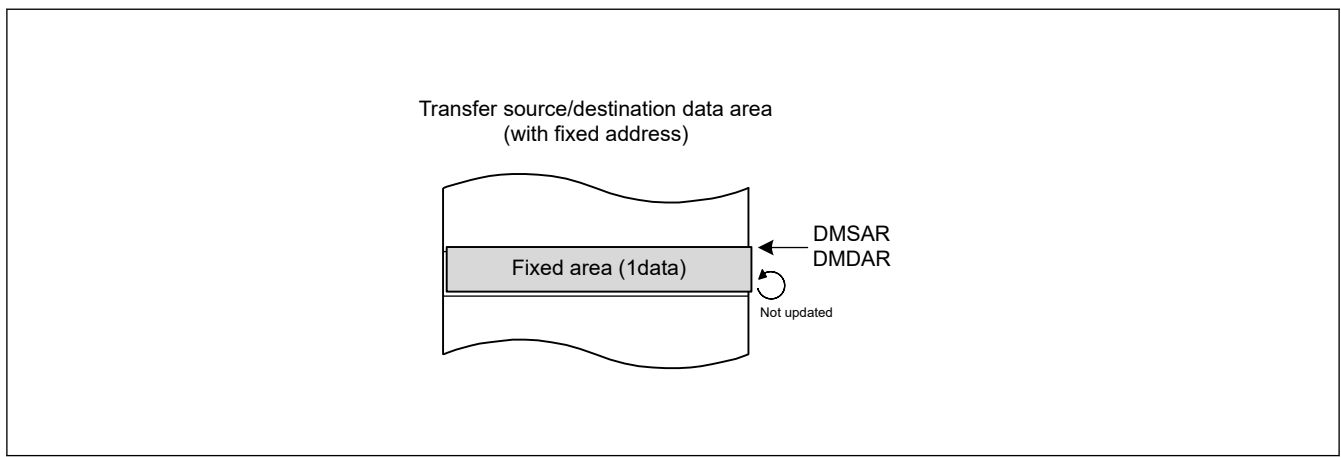 Transfer source/destination data area
(with fixed address)
DMSAR
DMDAR
Fixed area (1data)
Not updated